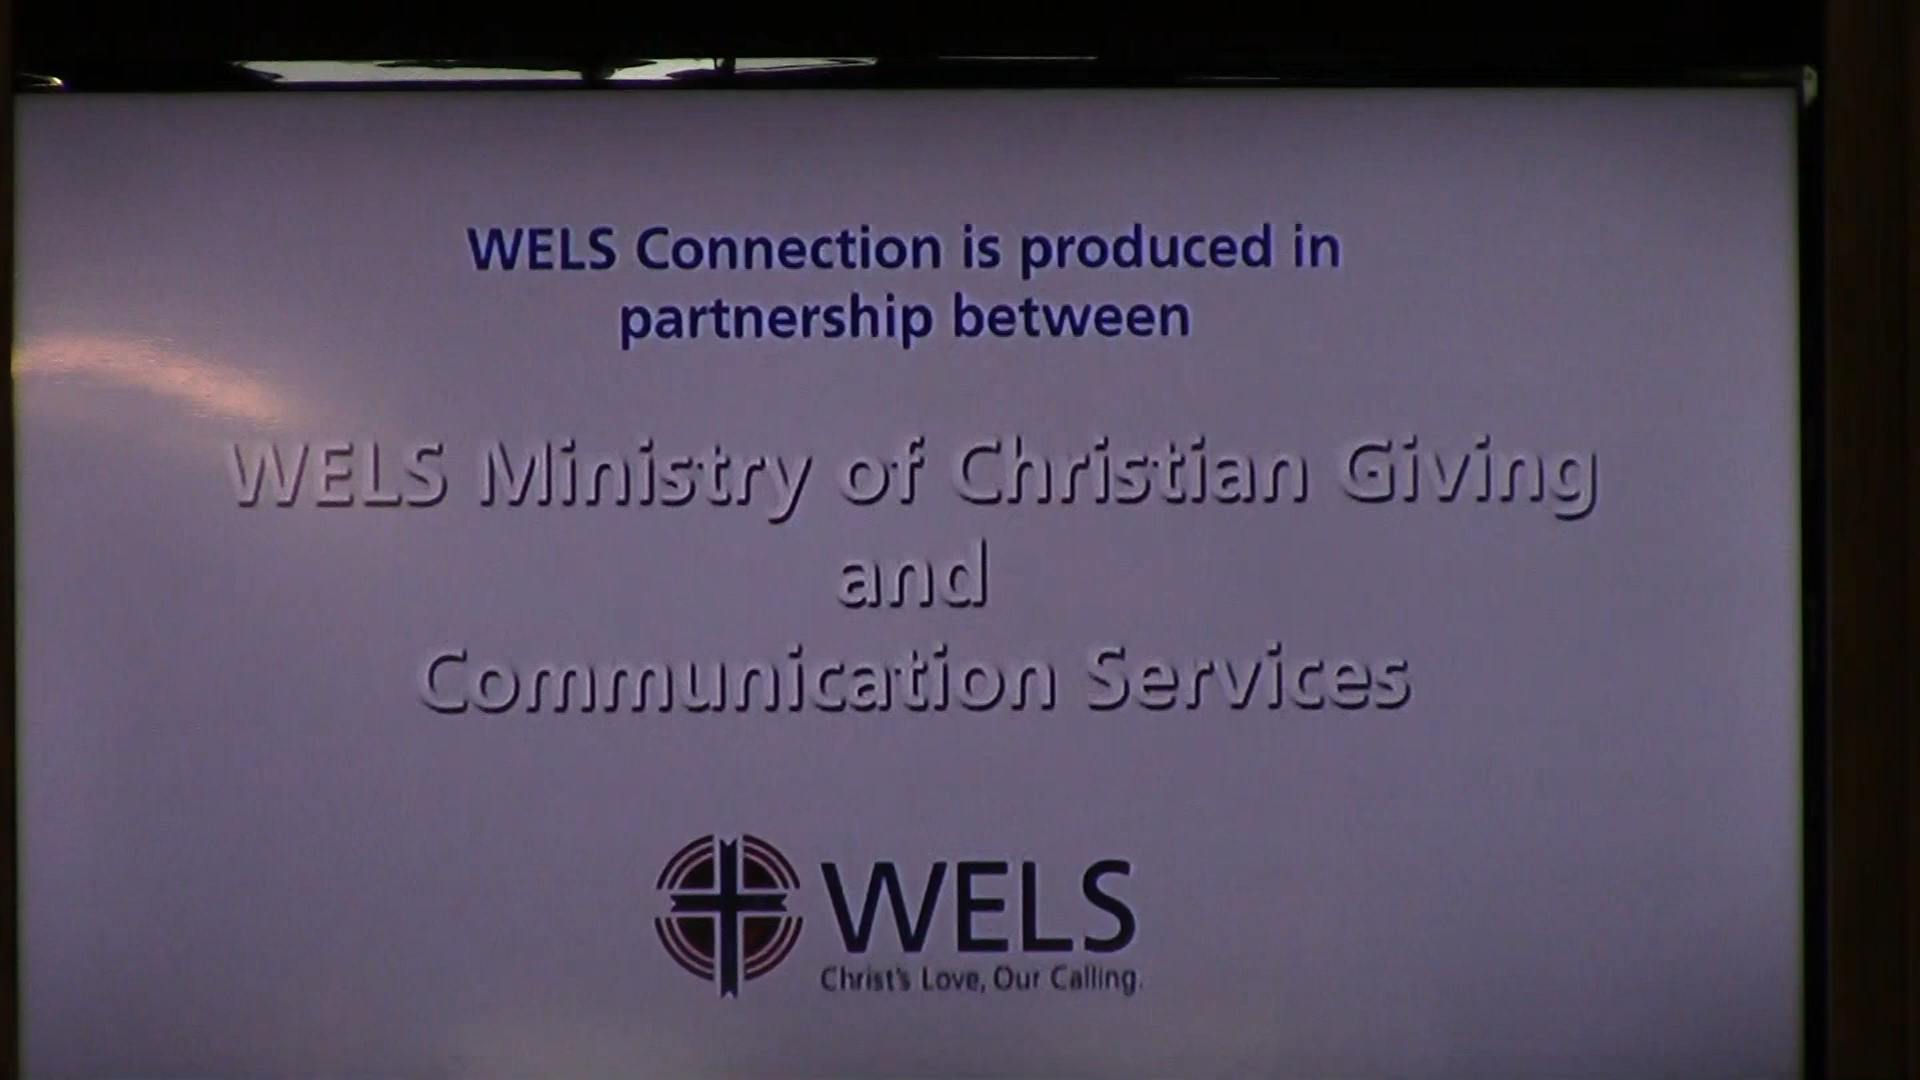 WELS Connection is produced in
partnership between
WELS Ministry of Christian Giving
and
Communication Services
WELS
Christ's Love, Our Calling.